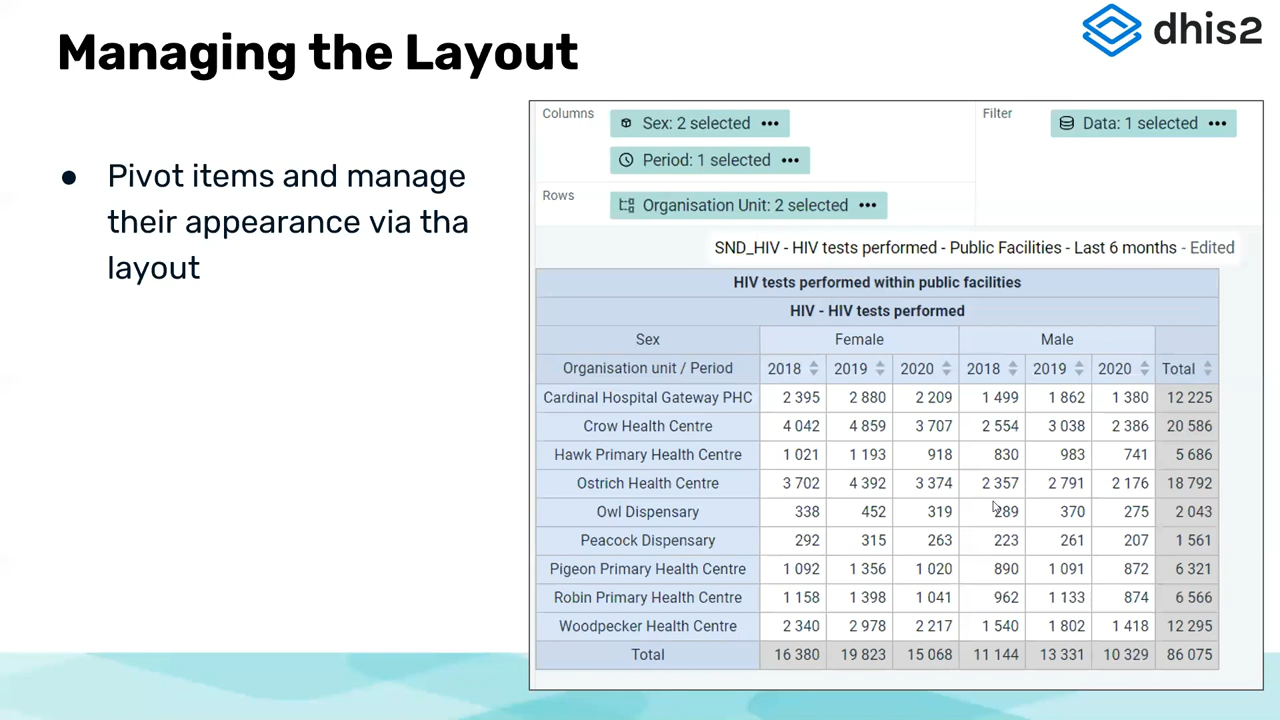 Managing the Layout
dhis2
● Pivot items and manage
their appearance via tha
layout
Columns
Sex: 2 selected •••
Period: 1 selected •••
Filter
Data: 1 selected •••
Rows
Organisation Unit: 2 selected •••
SND_HIV - HIV tests performed - Public Facilities - Last 6 months - Edited
HIV tests performed within public facilities
HIV - HIV tests performed
Sex Female Male
Organisation unit / Period 2018 2019 2020 2018 2019 2020 Total
Cardinal Hospital Gateway PHC 2 395 2 880 2 209 1 499 1 862 1 380 12 225
Crow Health Centre 4 042 4 859 3 707 2 554 3 038 2 386 20 586
Hawk Primary Health Centre 1 021 1 193 918 830 983 741 5 686
Ostrich Health Centre 3 702 4 392 3 374 2 357 2 791 2 176 18 792
Owl Dispensary 338 452 319 289 370 275 2 043
Peacock Dispensary 292 315 263 223 261 207 1 561
Pigeon Primary Health Centre 1 092 1 356 1 020 890 1 091 872 6 321
Robin Primary Health Centre 1 158 1 398 1 041 962 1 133 874 6 566
Woodpecker Health Centre 2 340 2 978 2 217 1 540 1 802 1 418 12 295
Total 16 380 19 823 15 068 11 144 13 331 10 329 86 075